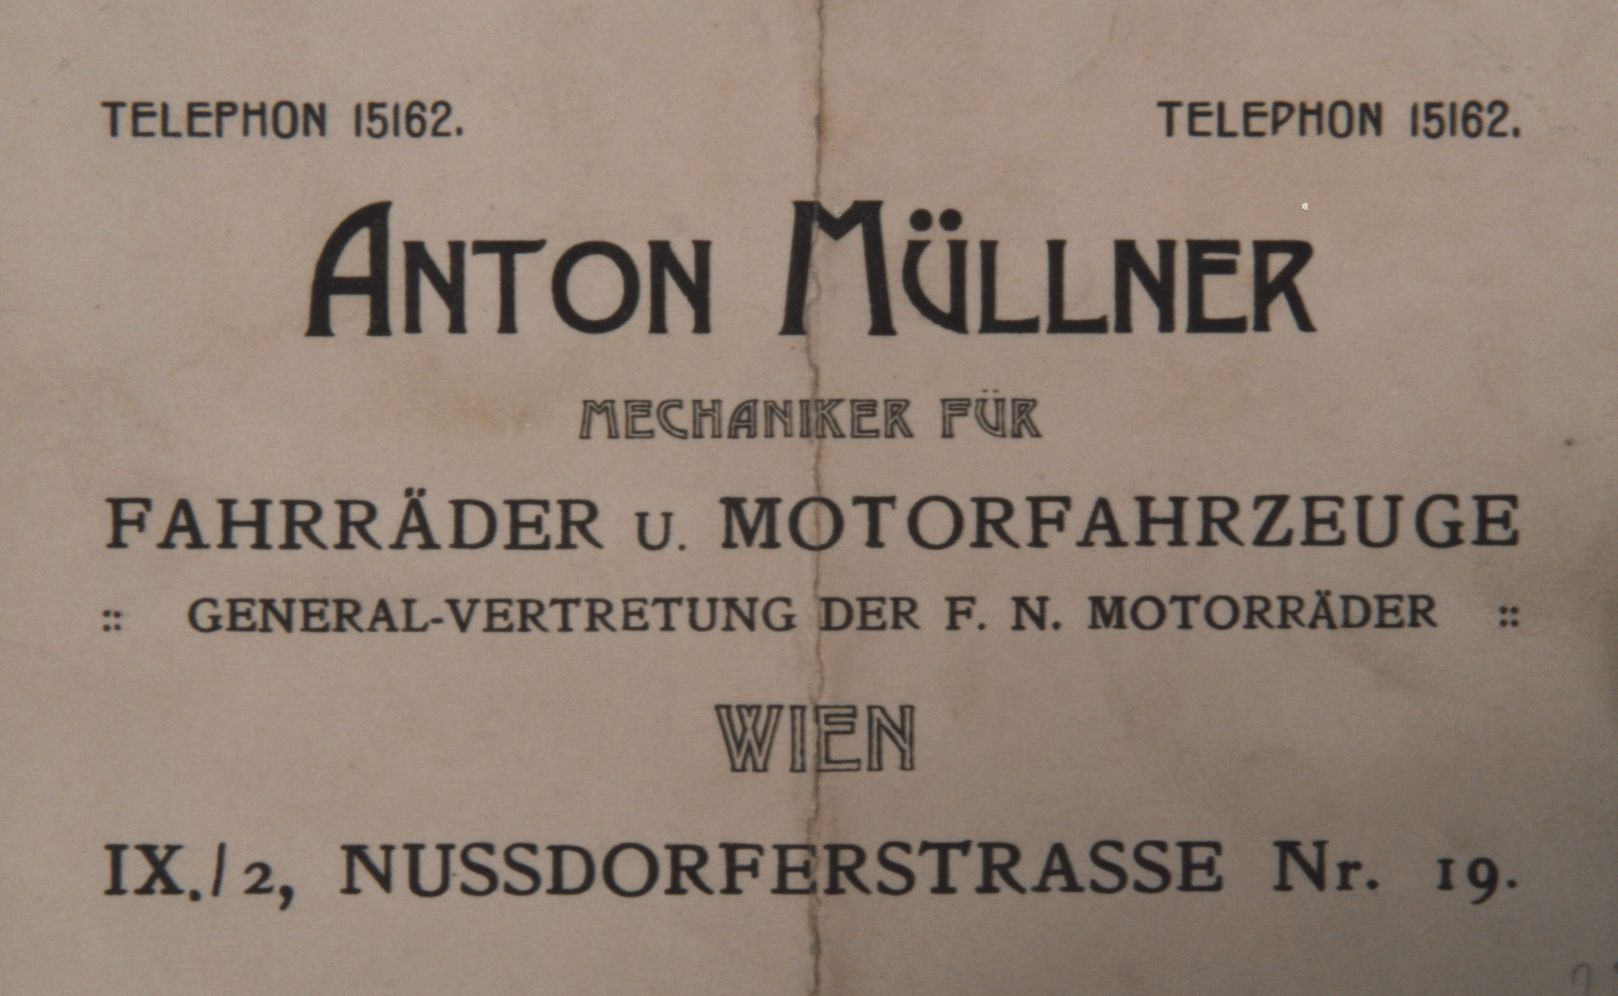 TELEPHON 15162. TELEPHON 15162.
ANTON MÜLLNER
MECHANIKER FÜR
FAHRRÄDER U. MOTORFAHRZEUGE
:: GENERAL-VERTRETUNG DER F. N. MOTORRÄDER ::
WIEN
IX./2, NUSSDORFERSTRASSE Nr. 19.